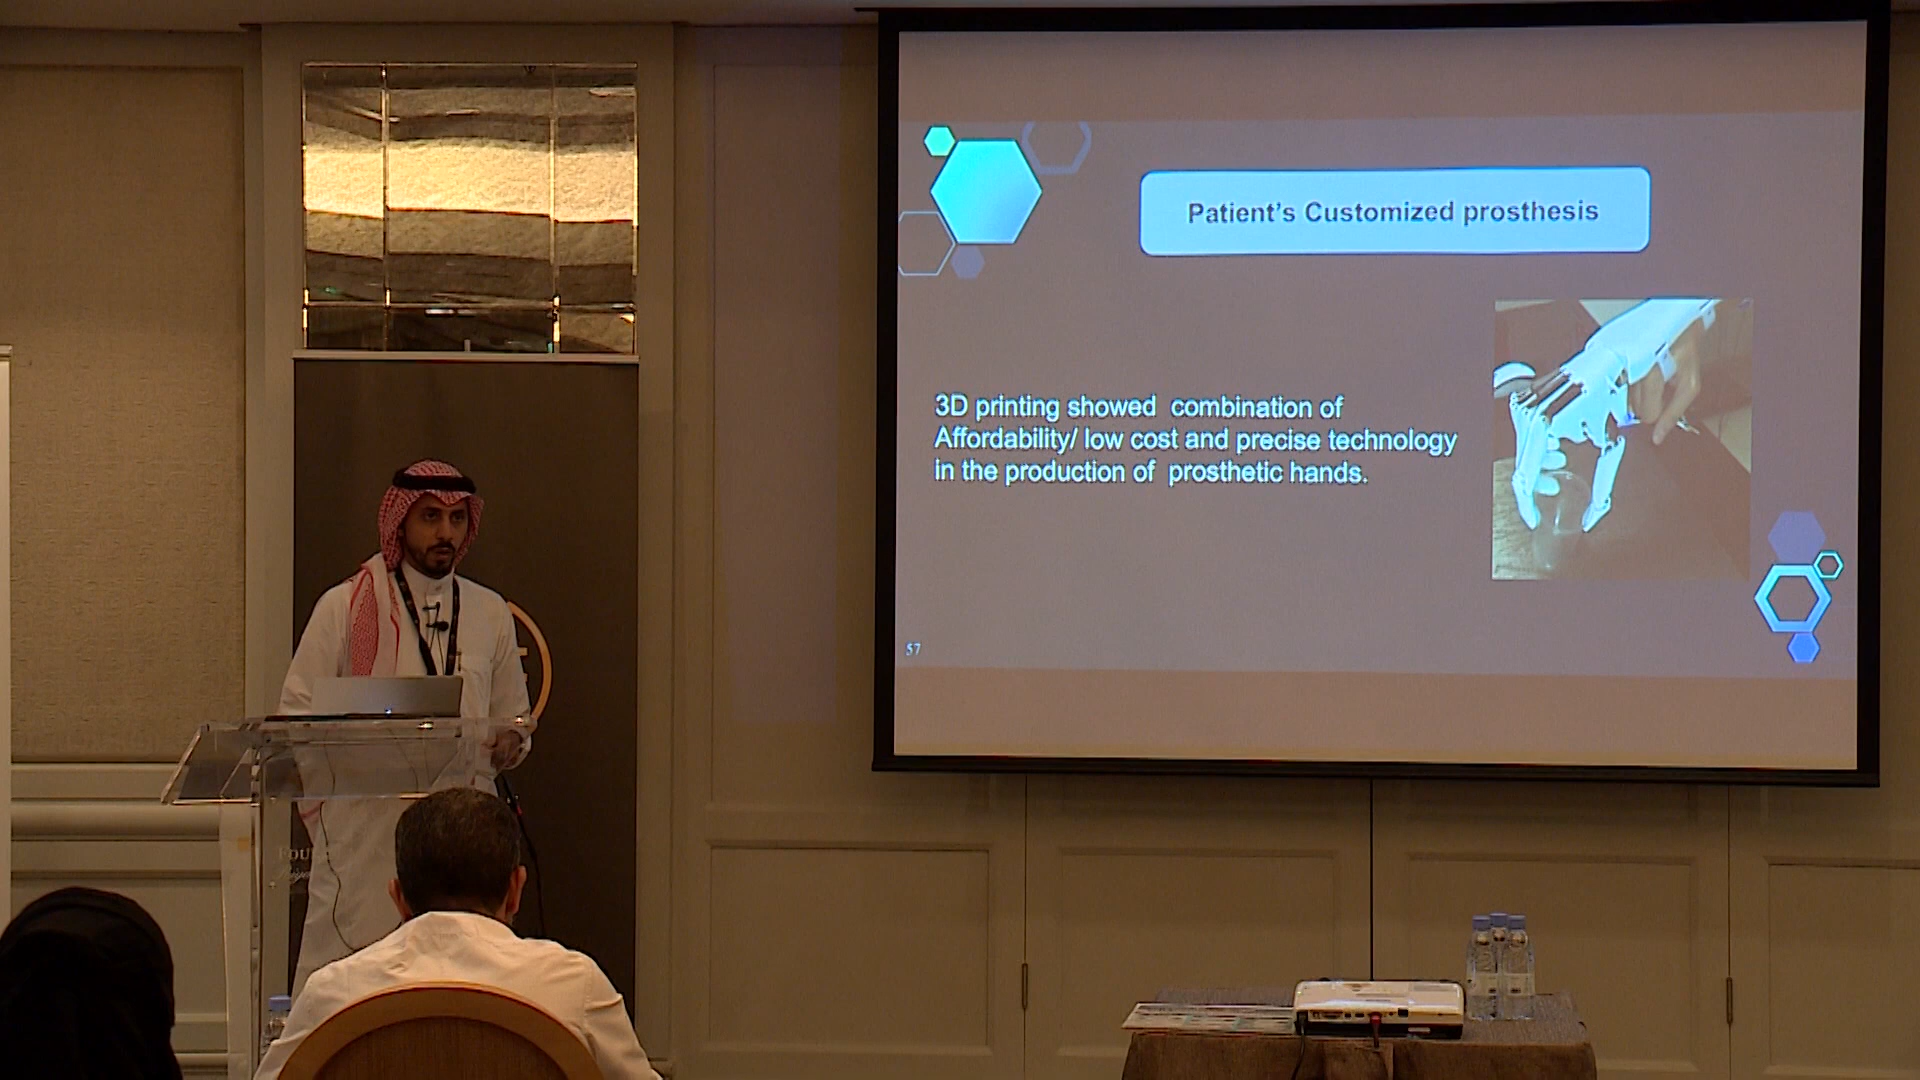 Patient's Customized prosthesis
3D printing showed combination of
Affordability/ low cost and precise technology
in the production of prosthetic hands.
57